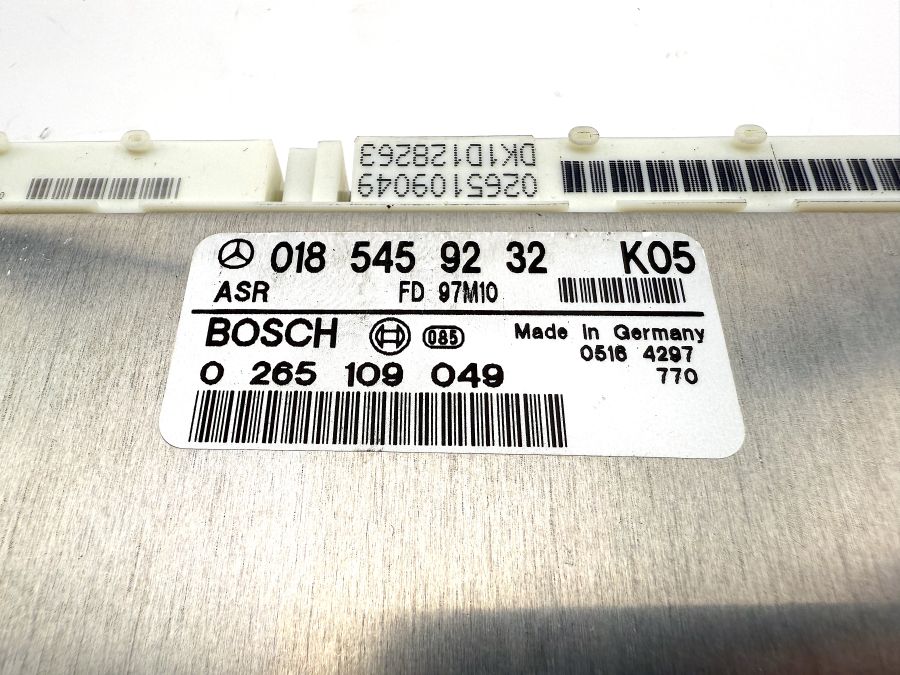 0265109049
DK1D128263
018 545 92 32 K05
ASR FD 97M10
BOSCH 085 Made in Germany
0516 4297
0 265 109 049 770